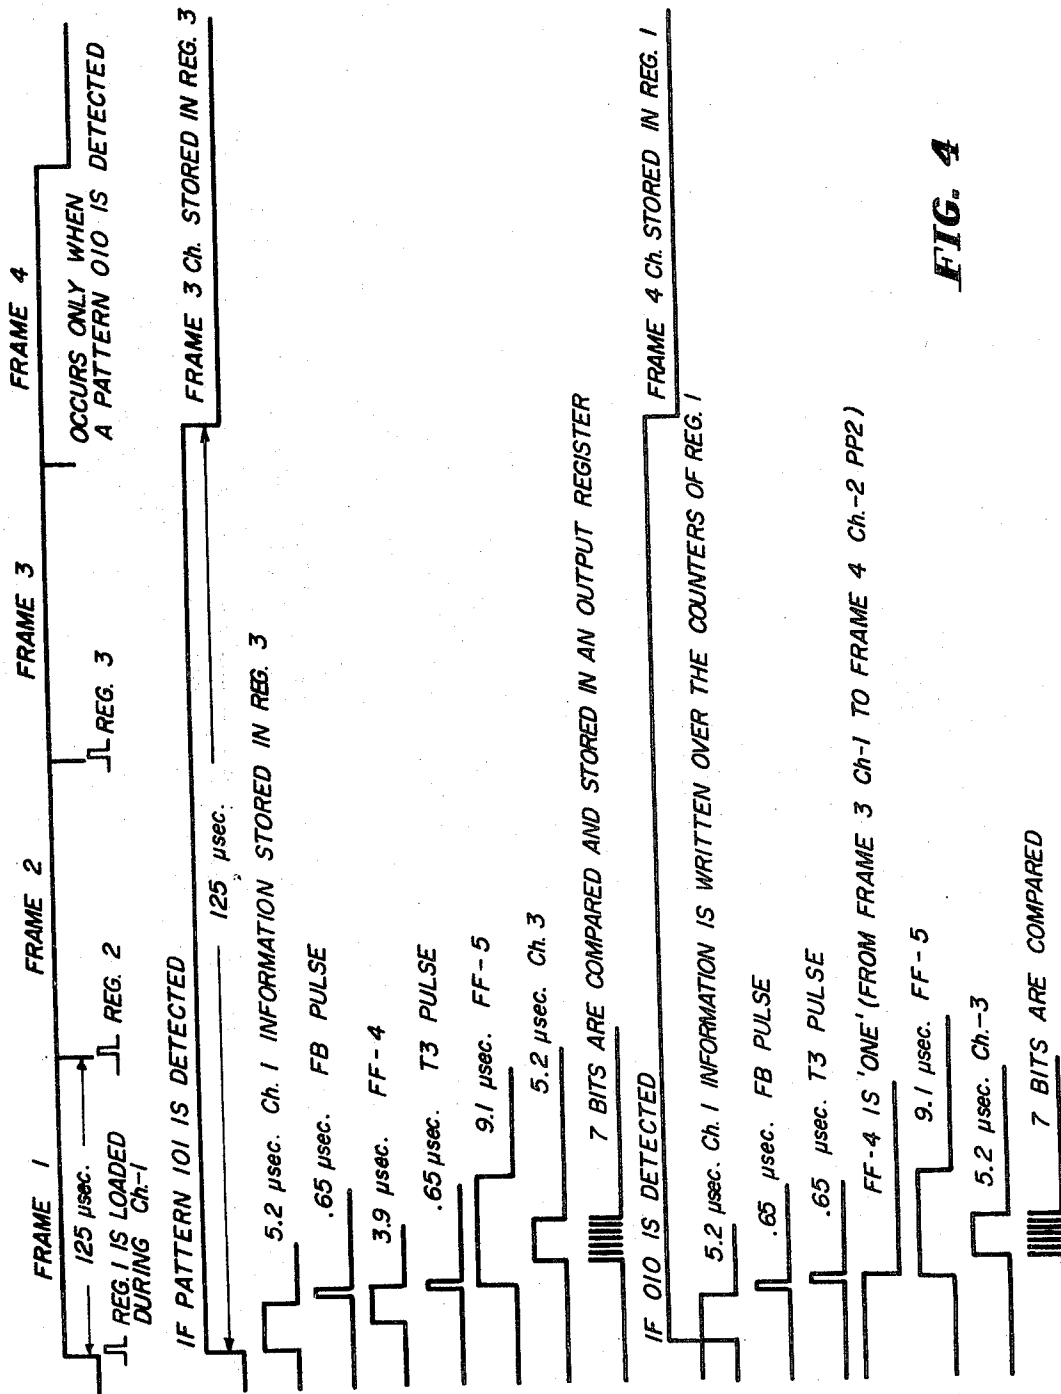 FRAME 1
FRAME 2
FRAME 3
FRAME 4
125 µsec.
REG. 1 IS LOADED
DURING Ch.-1
REG. 2
REG. 3
OCCURS ONLY WHEN
A PATTERN 010 IS DETECTED
IF PATTERN 101 IS DETECTED
125 µsec.
FRAME 3 Ch. STORED IN REG. 3
5.2 µsec. Ch. 1 INFORMATION STORED IN REG. 3
.65 µsec. FB PULSE
3.9 µsec. FF-4
.65 µsec. T3 PULSE
9.1 µsec. FF-5
5.2 µsec. Ch. 3
7 BITS ARE COMPARED AND STORED IN AN OUTPUT REGISTER
IF 010 IS DETECTED
FRAME 4 Ch. STORED IN REG. 1
5.2 µsec. Ch. 1 INFORMATION IS WRITTEN OVER THE COUNTERS OF REG. 1
.65 µsec. FB PULSE
.65 µsec. T3 PULSE
FF-4 IS 'ONE' (FROM FRAME 3 Ch-1 TO FRAME 4 Ch.-2 PP2)
9.1 µsec. FF-5
5.2 µsec. Ch.-3
7 BITS ARE COMPARED
FIG. 4